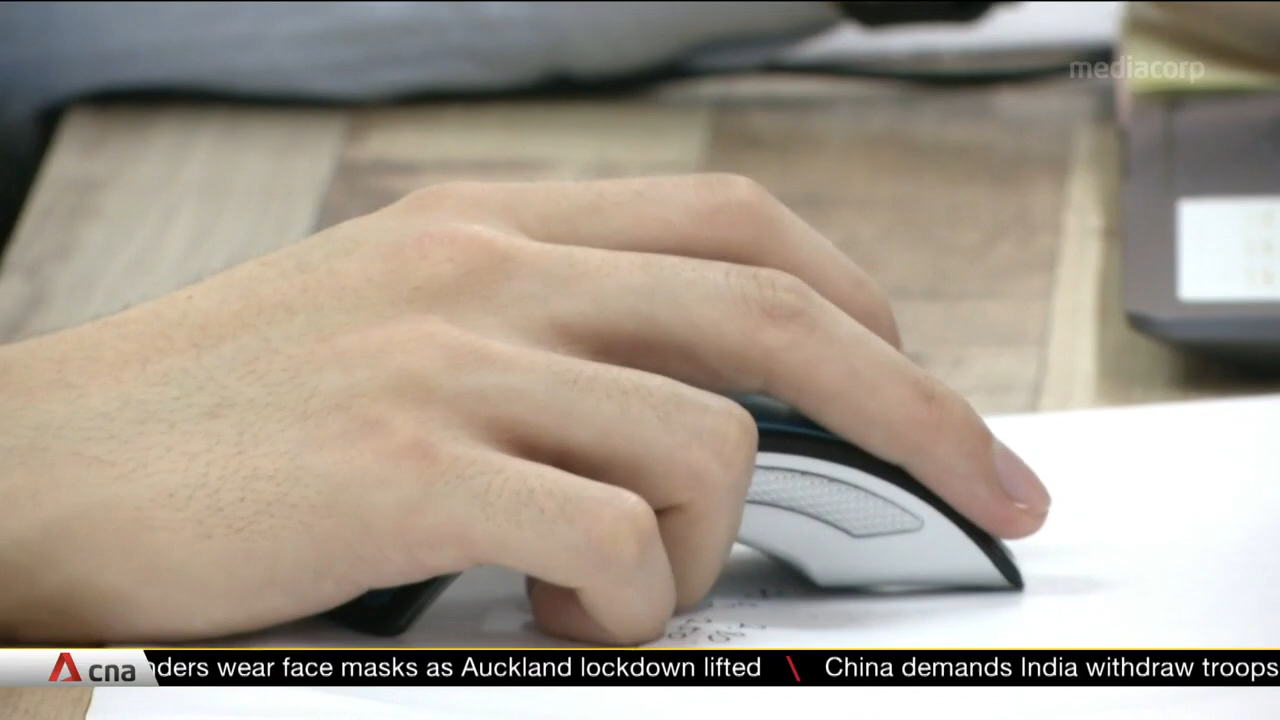 mediacorp
cna
nders wear face masks as Auckland lockdown lifted \ China demands India withdraw troops